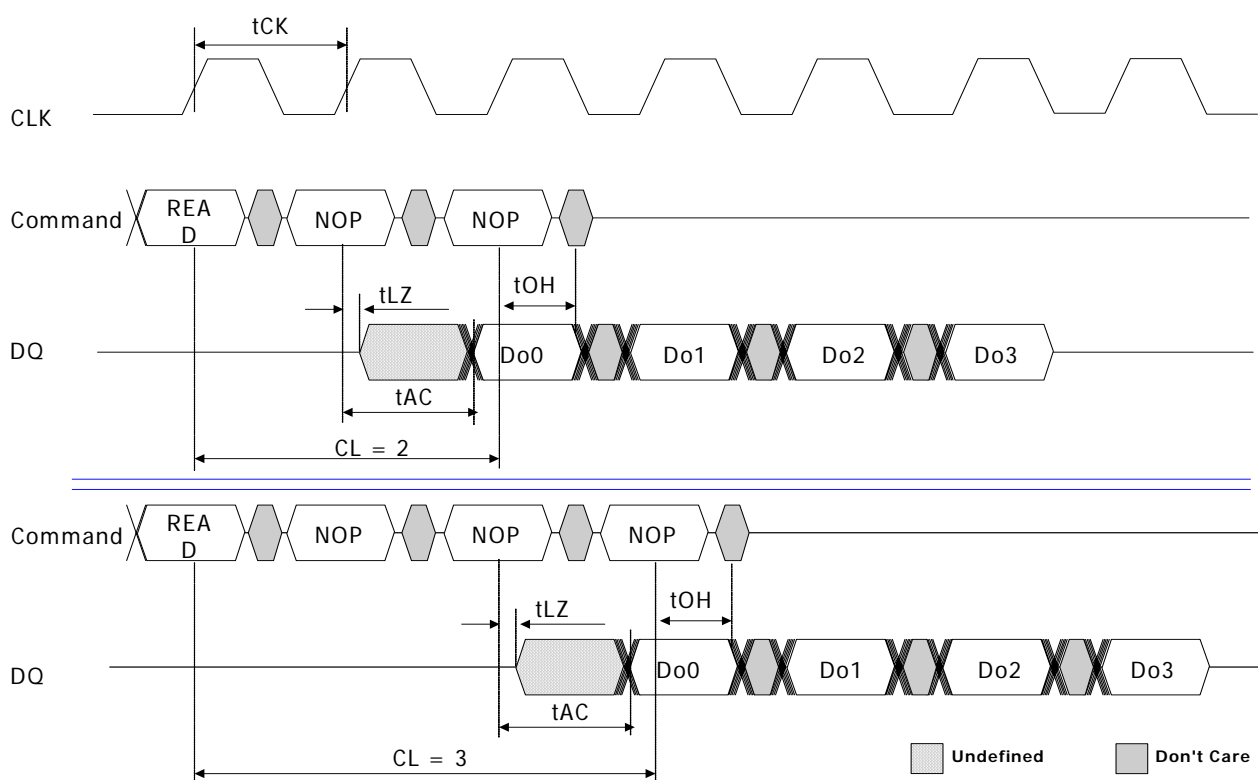 tCK
CLK
Command
REA
D
NOP
NOP
tOH
tLZ
DQ
Do0
Do1
Do2
Do3
tAC
CL = 2
Command
REA
D
NOP
NOP
NOP
tOH
tLZ
DQ
Do0
Do1
Do2
Do3
tAC
CL = 3
Undefined
Don't Care